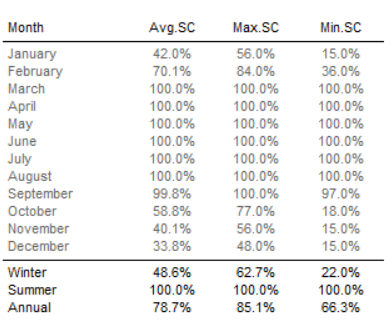 Month Avg.SC Max.SC Min.SC
January 42.0% 56.0% 15.0%
February 70.1% 84.0% 36.0%
March 100.0% 100.0% 100.0%
April 100.0% 100.0% 100.0%
May 100.0% 100.0% 100.0%
June 100.0% 100.0% 100.0%
July 100.0% 100.0% 100.0%
August 100.0% 100.0% 100.0%
September 99.8% 100.0% 97.0%
October 58.8% 77.0% 18.0%
November 40.1% 56.0% 15.0%
December 33.8% 48.0% 15.0%
Winter 48.6% 62.7% 22.0%
Summer 100.0% 100.0% 100.0%
Annual 78.7% 85.1% 66.3%